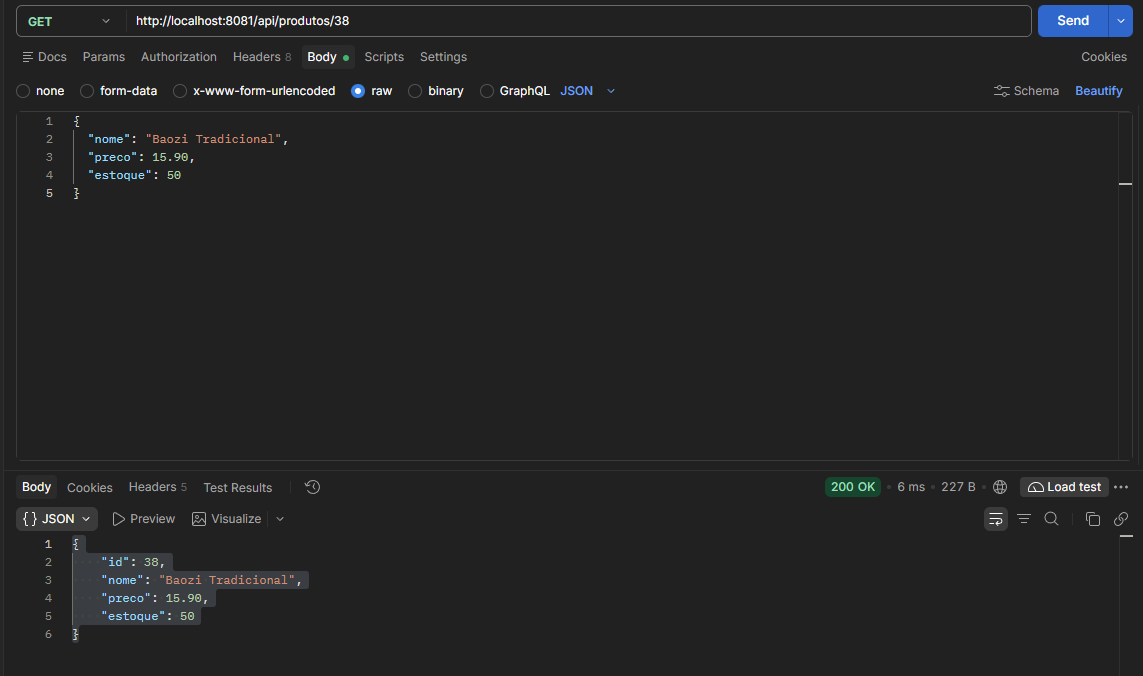 GET http://localhost:8081/api/produtos/38 Send
Docs Params Authorization Headers 8 Body Scripts Settings Cookies
none form-data x-www-form-urlencoded raw binary GraphQL JSON Schema Beautify
1 {
2 "nome": "Baozi Tradicional",
3 "preco": 15.90,
4 "estoque": 50
5 }
Body Cookies Headers 5 Test Results 200 OK • 6 ms • 227 B • Load test
{} JSON Preview Visualize
1 {
2 "id": 38,
3 "nome": "Baozi Tradicional",
4 "preco": 15.90,
5 "estoque": 50
6 }